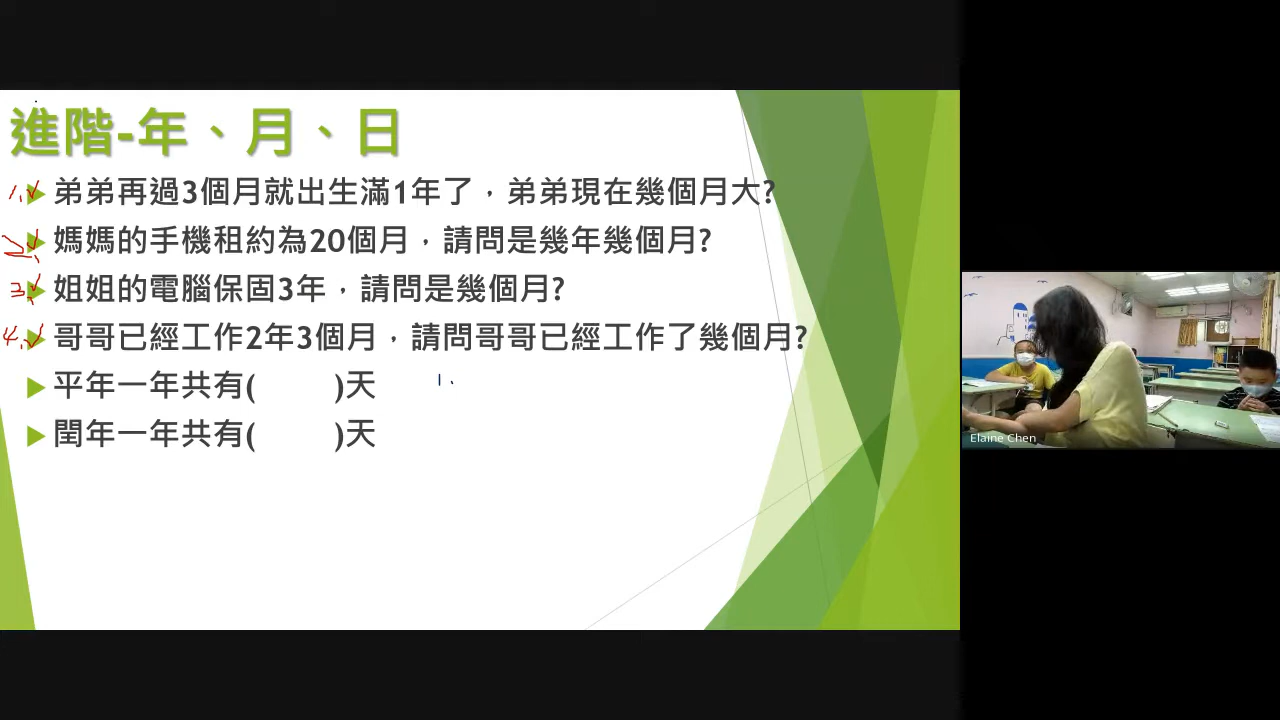 進階-年、月、日
1.✓ 弟弟再過3個月就出生滿1年了，弟弟現在幾個月大?
2.✓ 媽媽的手機租約為20個月，請問是幾年幾個月?
3.✓ 姐姐的電腦保固3年，請問是幾個月?
4.✓ 哥哥已經工作2年3個月，請問哥哥已經工作了幾個月?
平年一年共有( )天 1.
閏年一年共有( )天
Elaine Chen